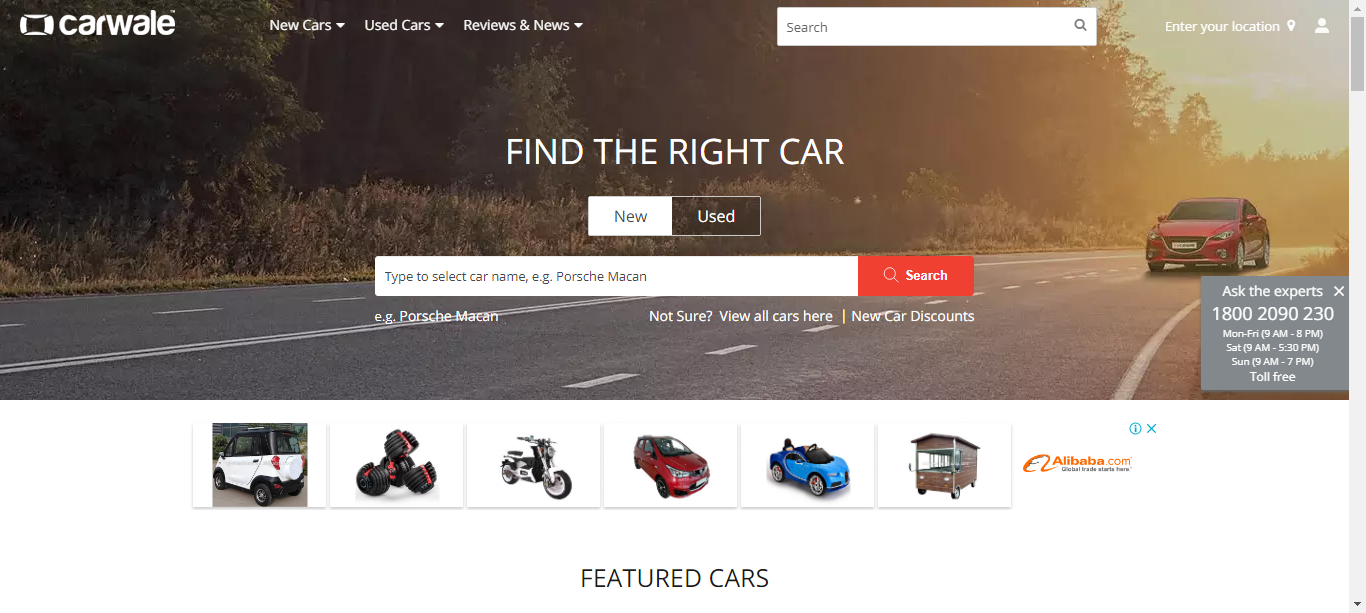 carwale™
New Cars Used Cars Reviews & News
Search
Enter your location
FIND THE RIGHT CAR
New Used
Type to select car name, e.g. Porsche Macan Search
e.g. Porsche Macan Not Sure? View all cars here | New Car Discounts
Ask the experts
1800 2090 230
Mon-Fri (9 AM - 8 PM)
Sat (9 AM - 5:30 PM)
Sun (9 AM - 7 PM)
Toll free
Alibaba.com
Global trade starts here.
FEATURED CARS